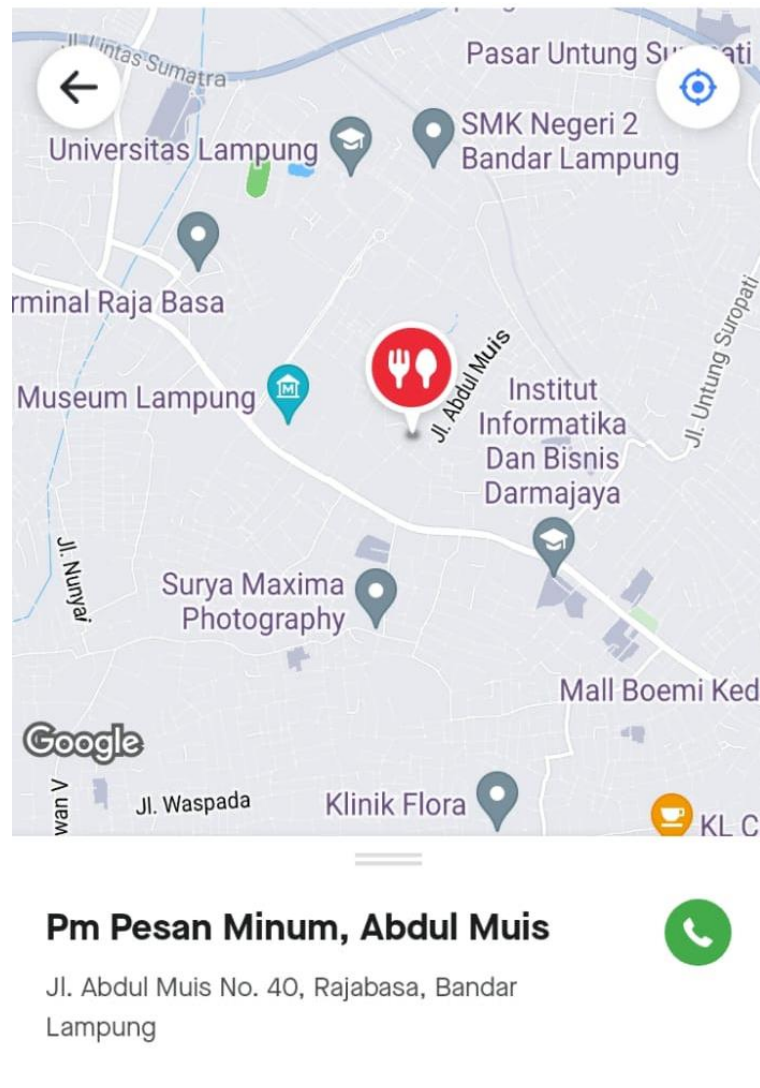 Jl. Lintas Sumatra
Pasar Untung
Universitas Lampung
SMK Negeri 2
Bandar Lampung
Raja Basa
Jl. Untung Suropati
Jl. Abdul Muis
Museum Lampung
Institut
Informatika
Dan Bisnis
Darmajaya
Jl. Nunyai
Surya Maxima
Photography
Mall Boemi Ked
Google
wan V
Jl. Waspada
Klinik Flora
KL C
Pm Pesan Minum, Abdul Muis
Jl. Abdul Muis No. 40, Rajabasa, Bandar
Lampung